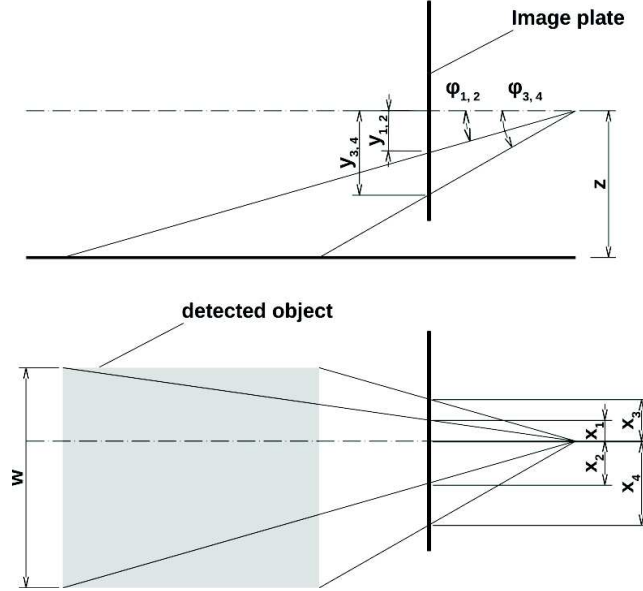 Image plate
φ1, 2
φ3, 4
y1, 2
y3, 4
z
detected object
w
x1
x3
x2
x4